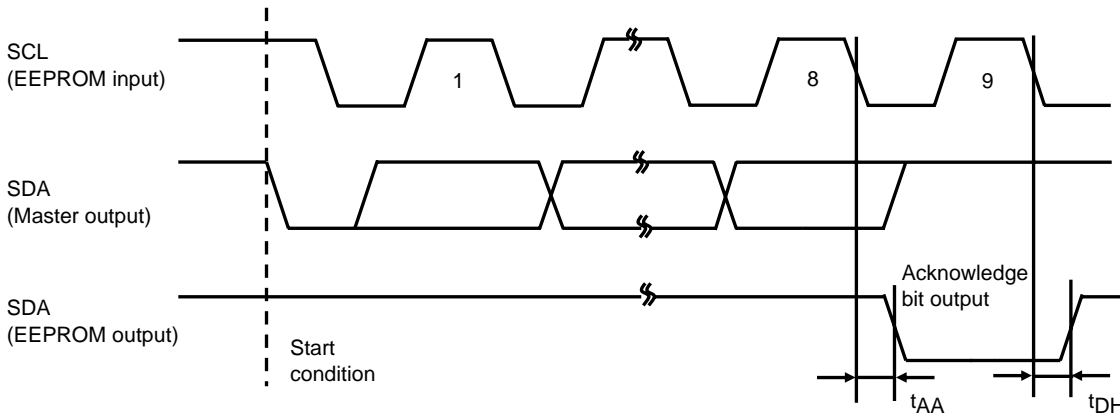 SCL
(EEPROM input)
1
8
9
SDA
(Master output)
SDA
(EEPROM output)
Acknowledge
bit output
Start
condition
tAA
tDH